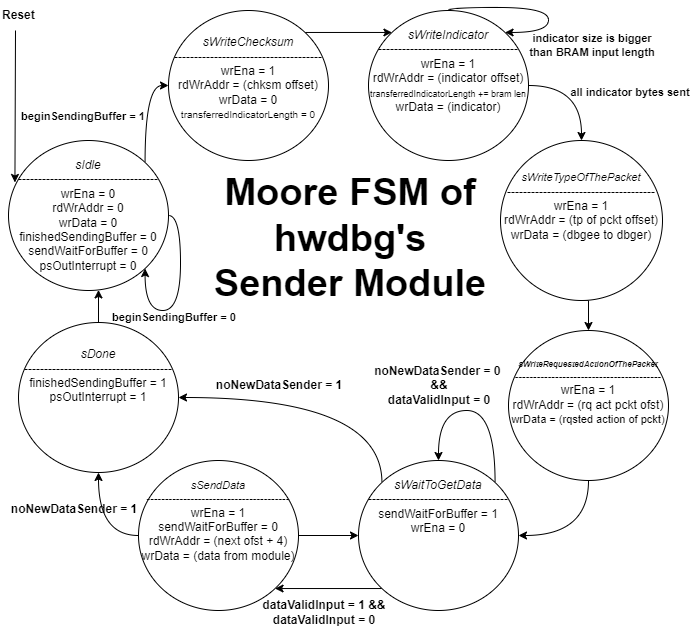 Reset
sWriteChecksum
wrEna = 1
rdWrAddr = (chksm offset)
wrData = 0
transferredIndicatorLength = 0
sWriteIndicator
wrEna = 1
rdWrAddr = (indicator offset)
transferredIndicatorLength += bram len
wrData = (indicator)
indicator size is bigger
than BRAM input length
all indicator bytes sent
beginSendingBuffer = 1
sIdle
wrEna = 0
rdWrAddr = 0
wrData = 0
finishedSendingBuffer = 0
sendWaitForBuffer = 0
psOutInterrupt = 0
beginSendingBuffer = 0
Moore FSM of
hwdbg's
Sender Module
sWriteTypeOfThePacket
wrEna = 1
rdWrAddr = (tp of pckt offset)
wrData = (dbgee to dbger)
sWriteRequestedActionOfThePacket
wrEna = 1
rdWrAddr = (rq act pckt ofst)
wrData = (rqsted action of pckt)
sDone
finishedSendingBuffer = 1
psOutInterrupt = 1
noNewDataSender = 1
noNewDataSender = 0
&&
dataValidInput = 0
sWaitToGetData
sendWaitForBuffer = 1
wrEna = 0
sSendData
wrEna = 1
sendWaitForBuffer = 0
rdWrAddr = (next ofst + 4)
wrData = (data from module)
noNewDataSender = 1
dataValidInput = 1 &&
dataValidInput = 0